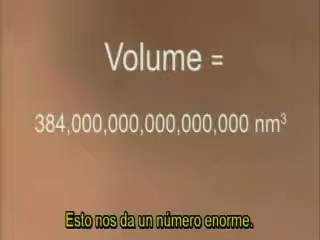 Volume =
384,000,000,000,000,000 nm³
Esto nos da un número enorme.